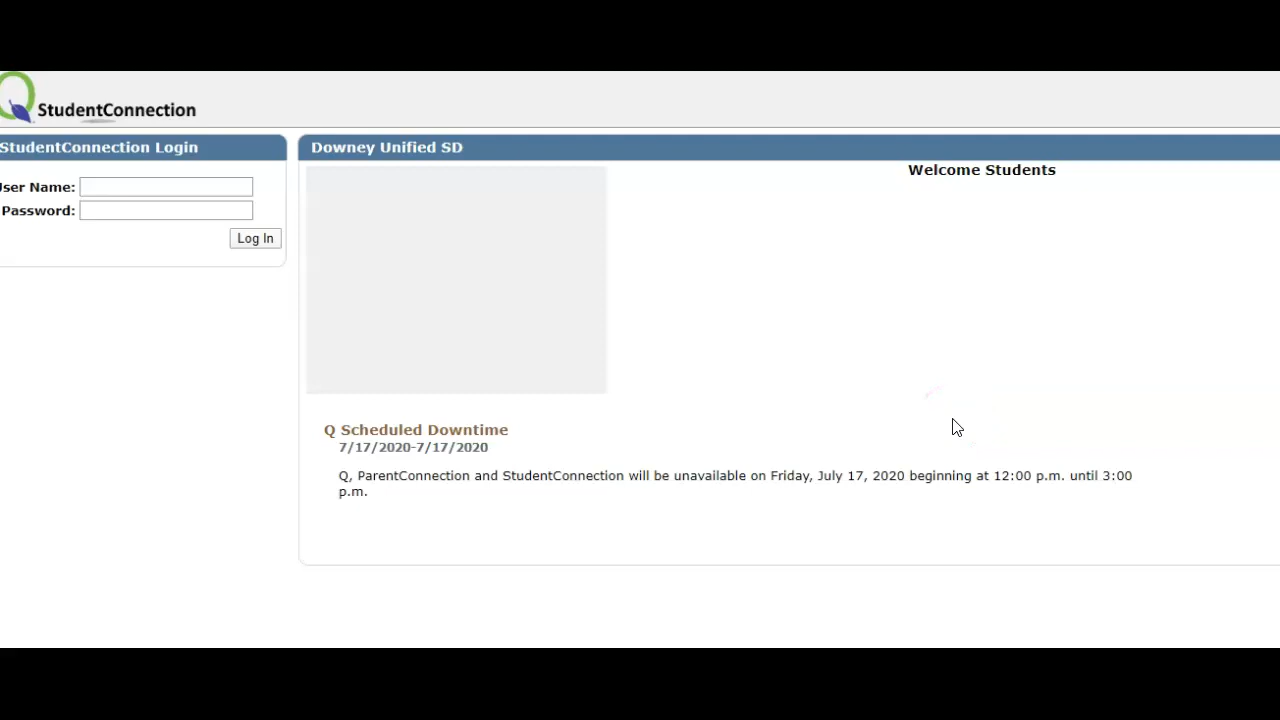 StudentConnection
StudentConnection Login
Downey Unified SD
User Name:
Password:
Log In
Welcome Students
Q Scheduled Downtime
7/17/2020-7/17/2020
Q, ParentConnection and StudentConnection will be unavailable on Friday, July 17, 2020 beginning at 12:00 p.m. until 3:00
p.m.